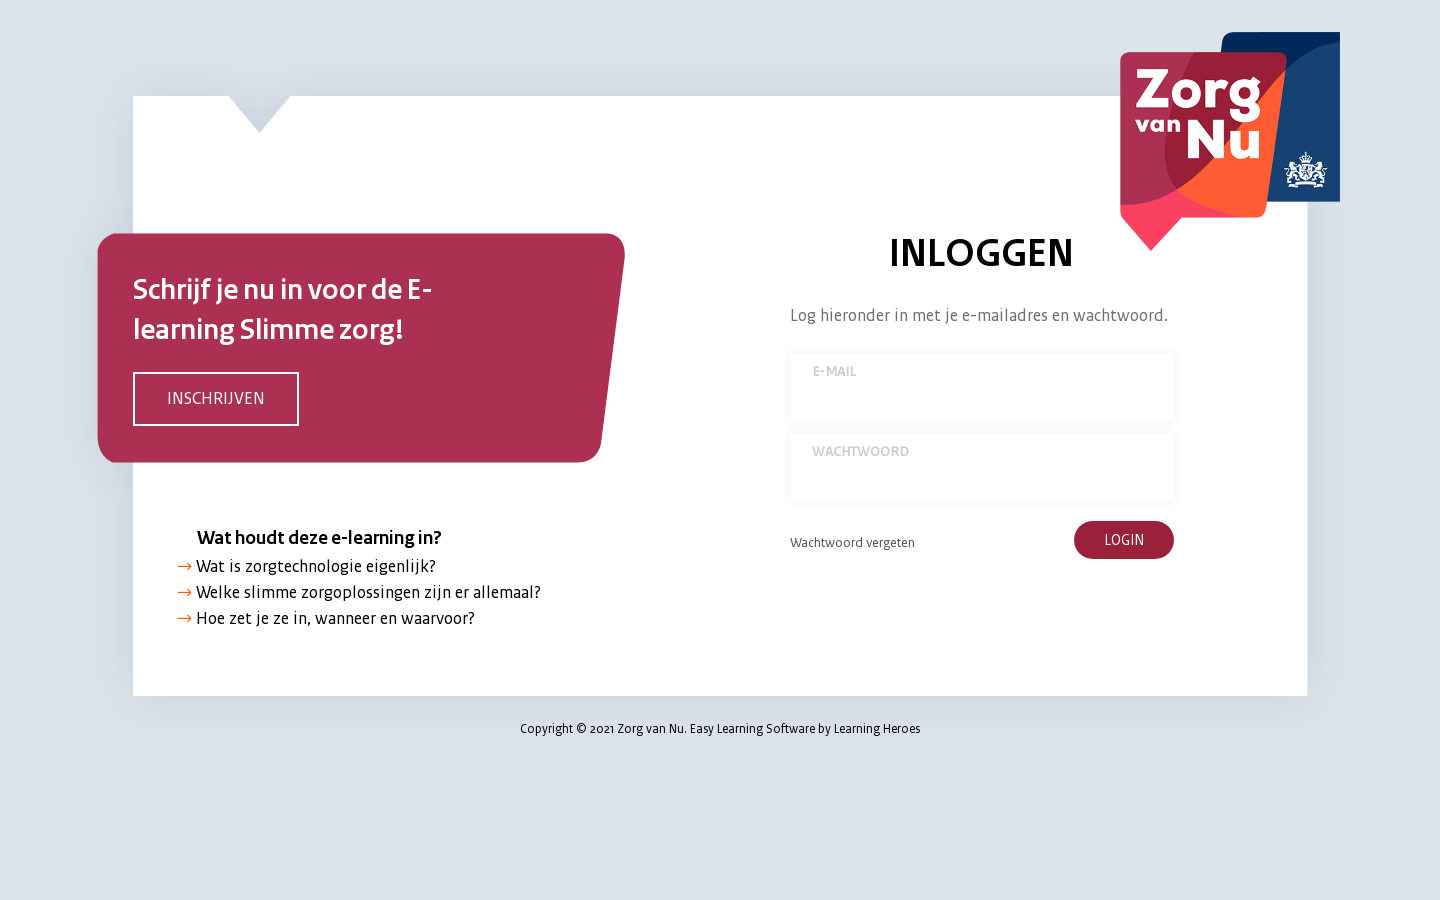 Zorg
van
Nu
Schrijf je nu in voor de E-
learning Slimme zorg!
INSCHRIJVEN
Wat houdt deze e-learning in?
→ Wat is zorgtechnologie eigenlijk?
→ Welke slimme zorgoplossingen zijn er allemaal?
→ Hoe zet je ze in, wanneer en waarvoor?
INLOGGEN
Log hieronder in met je e-mailadres en wachtwoord.
E-MAIL
WACHTWOORD
Wachtwoord vergeten
LOGIN
Copyright © 2021 Zorg van Nu. Easy Learning Software by Learning Heroes